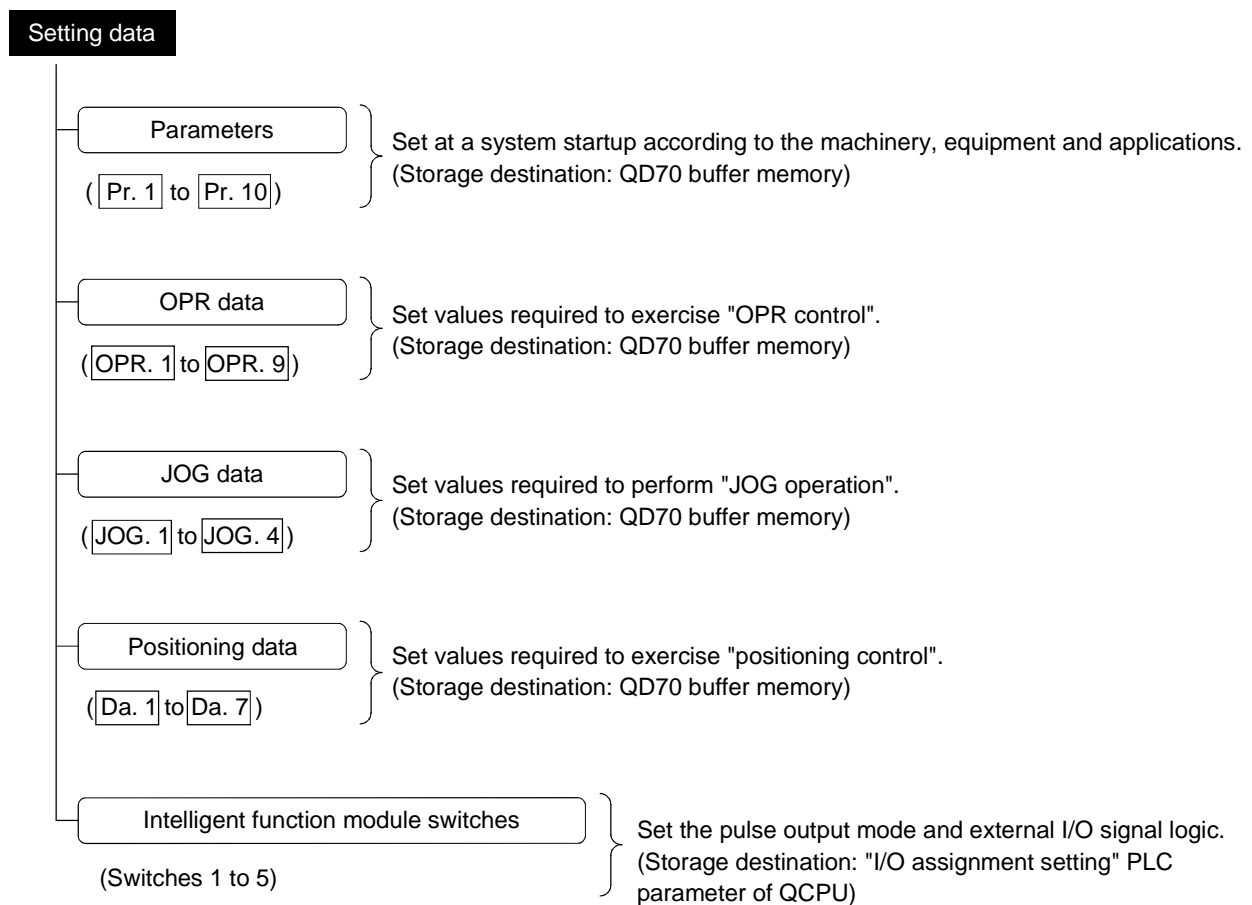 Setting data
Parameters
( Pr. 1 to Pr. 10 )
Set at a system startup according to the machinery, equipment and applications.
(Storage destination: QD70 buffer memory)
OPR data
( OPR. 1 to OPR. 9 )
Set values required to exercise "OPR control".
(Storage destination: QD70 buffer memory)
JOG data
( JOG. 1 to JOG. 4 )
Set values required to perform "JOG operation".
(Storage destination: QD70 buffer memory)
Positioning data
( Da. 1 to Da. 7 )
Set values required to exercise "positioning control".
(Storage destination: QD70 buffer memory)
Intelligent function module switches
(Switches 1 to 5)
Set the pulse output mode and external I/O signal logic.
(Storage destination: "I/O assignment setting" PLC
parameter of QCPU)